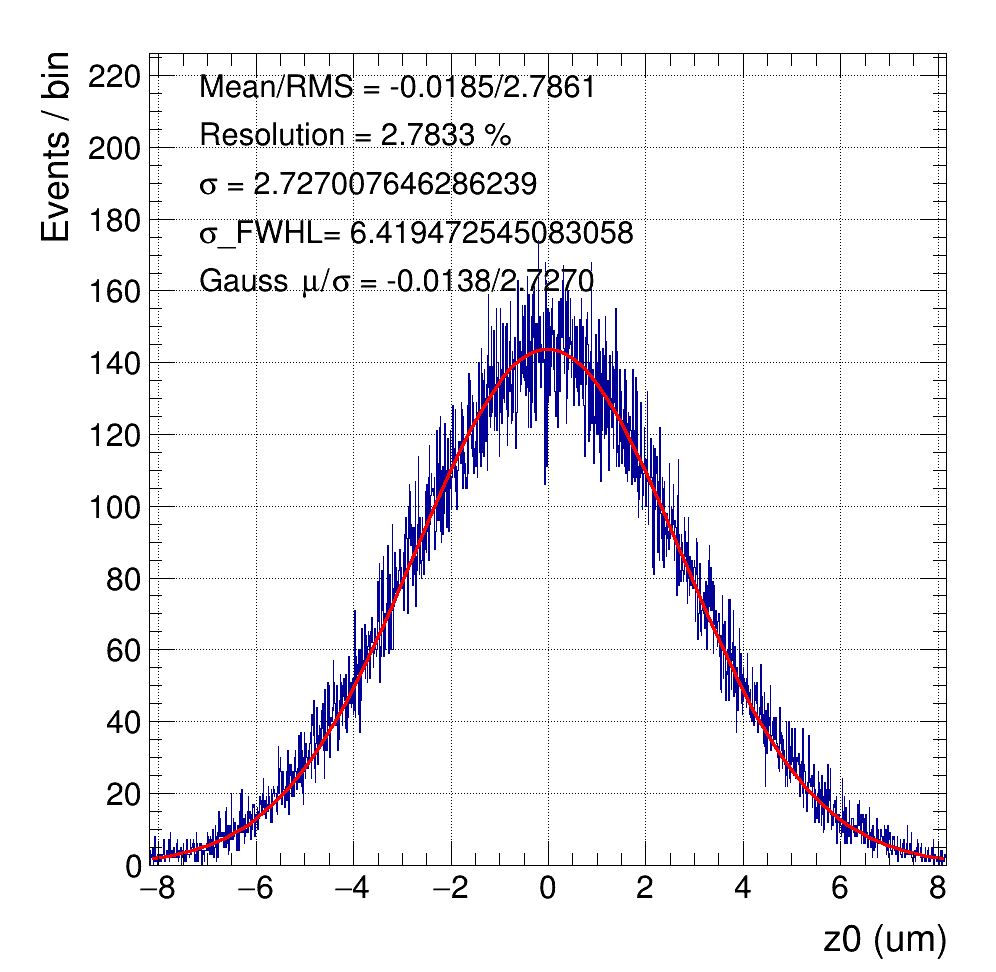 Events / bin
220
200
180
160
140
120
100
80
60
40
20
0
Mean/RMS = -0.0185/2.7861
Resolution = 2.7833 %
σ = 2.727007646286239
σ_FWHL= 6.419472545083058
Gauss μ/σ = -0.0138/2.7270
−8 −6 −4 −2 0 2 4 6 8
z0 (um)